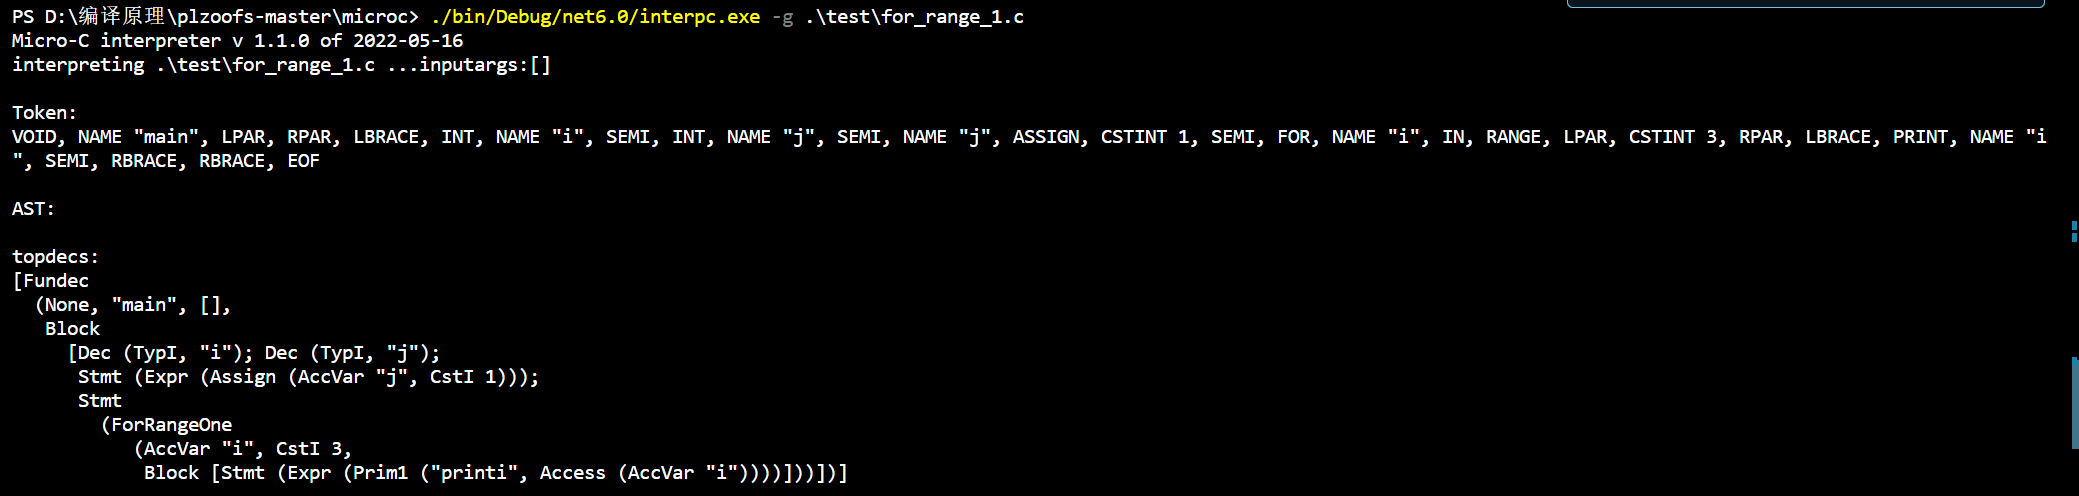 PS D:\编译原理\plzoofs-master\microc> ./bin/Debug/net6.0/interpc.exe -g .\test\for_range_1.c
Micro-C interpreter v 1.1.0 of 2022-05-16
interpreting .\test\for_range_1.c ...inputargs:[]
Token:
VOID, NAME "main", LPAR, RPAR, LBRACE, INT, NAME "i", SEMI, INT, NAME "j", SEMI, NAME "j", ASSIGN, CSTINT 1, SEMI, FOR, NAME "i", IN, RANGE, LPAR, CSTINT 3, RPAR, LBRACE, PRINT, NAME "i
", SEMI, RBRACE, RBRACE, EOF
AST:
topdecs:
[Fundec
(None, "main", [],
Block
[Dec (TypI, "i"); Dec (TypI, "j");
Stmt (Expr (Assign (AccVar "j", CstI 1)));
Stmt
(ForRangeOne
(AccVar "i", CstI 3,
Block [Stmt (Expr (Prim1 ("printi", Access (AccVar "i"))))]))])]